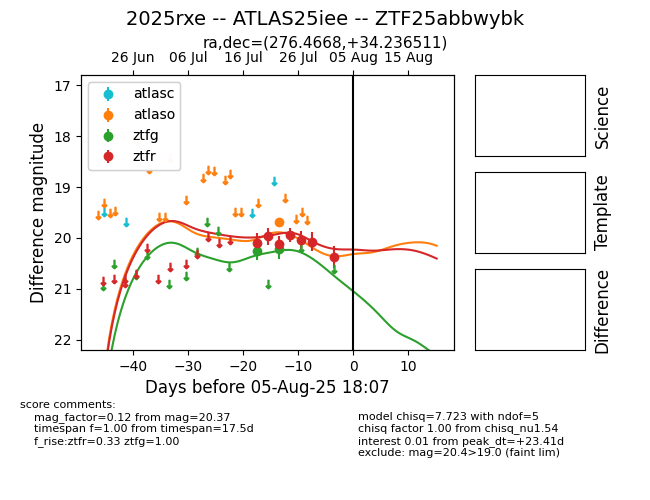 2025rxe -- ATLAS25iee -- ZTF25abbwybk
ra,dec=(276.4668,+34.236511)
26 Jun 06 Jul 16 Jul 26 Jul 05 Aug 15 Aug
atlasc
atlaso
ztfg
ztfr
17
18
19
20
21
22
Difference magnitude
−40 −30 −20 −10 0 10
Days before 05-Aug-25 18:07
Science
Template
Difference
score comments:
mag_factor=0.12 from mag=20.37
timespan f=1.00 from timespan=17.5d
f_rise:ztfr=0.33 ztfg=1.00
model chisq=7.723 with ndof=5
chisq factor 1.00 from chisq_nu1.54
interest 0.01 from peak_dt=+23.41d
exclude: mag=20.4>19.0 (faint lim)